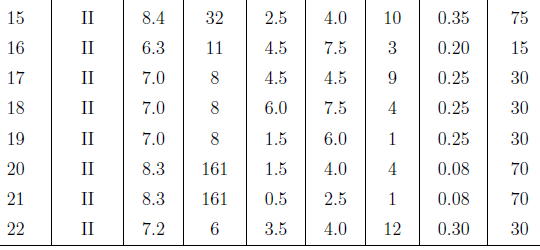 15 II 8.4 32 2.5 4.0 10 0.35 75
16 II 6.3 11 4.5 7.5 3 0.20 15
17 II 7.0 8 4.5 4.5 9 0.25 30
18 II 7.0 8 6.0 7.5 4 0.25 30
19 II 7.0 8 1.5 6.0 1 0.25 30
20 II 8.3 161 1.5 4.0 4 0.08 70
21 II 8.3 161 0.5 2.5 1 0.08 70
22 II 7.2 6 3.5 4.0 12 0.30 30